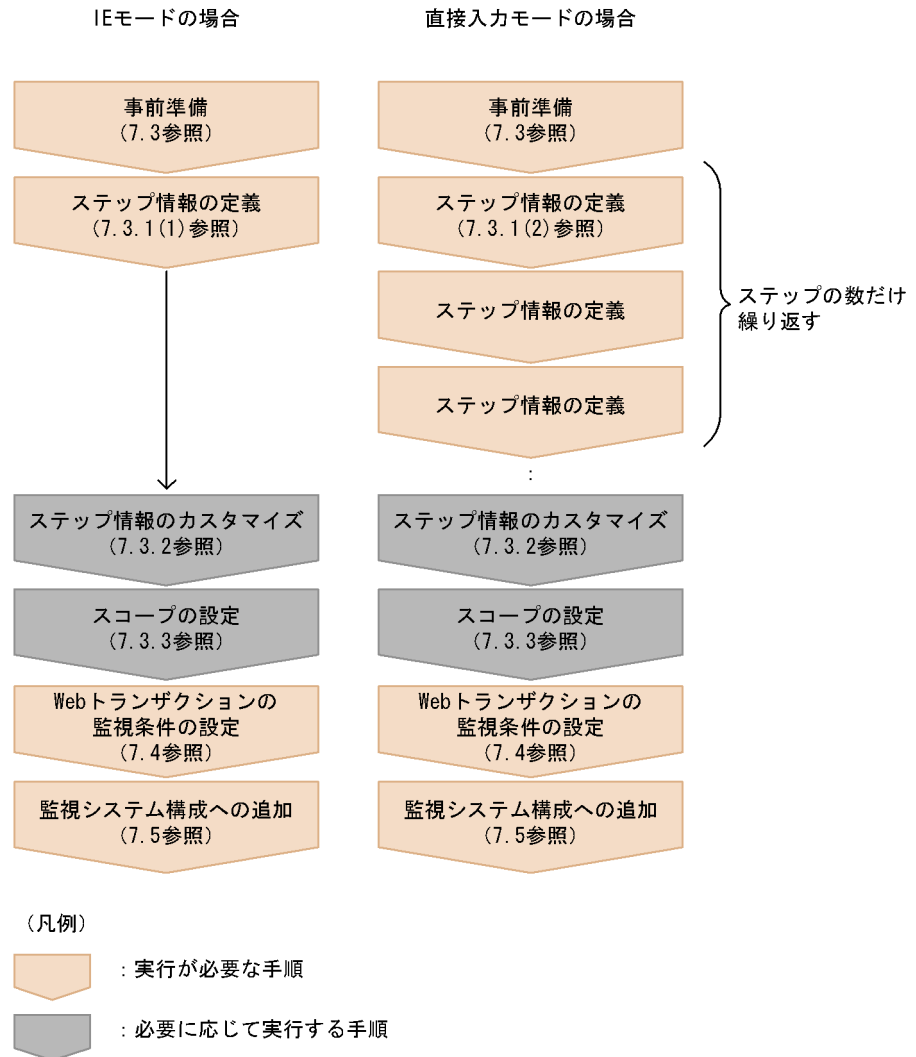 IEモードの場合
事前準備
(7.3参照)
ステップ情報の定義
(7.3.1(1)参照)
ステップ情報のカスタマイズ
(7.3.2参照)
スコープの設定
(7.3.3参照)
Webトランザクションの
監視条件の設定
(7.4参照)
監視システム構成への追加
(7.5参照)
直接入力モードの場合
事前準備
(7.3参照)
ステップ情報の定義
(7.3.1(2)参照)
ステップ情報の定義
ステップ情報の定義
:
ステップの数だけ
繰り返す
ステップ情報のカスタマイズ
(7.3.2参照)
スコープの設定
(7.3.3参照)
Webトランザクションの
監視条件の設定
(7.4参照)
監視システム構成への追加
(7.5参照)
(凡例)
:実行が必要な手順
:必要に応じて実行する手順